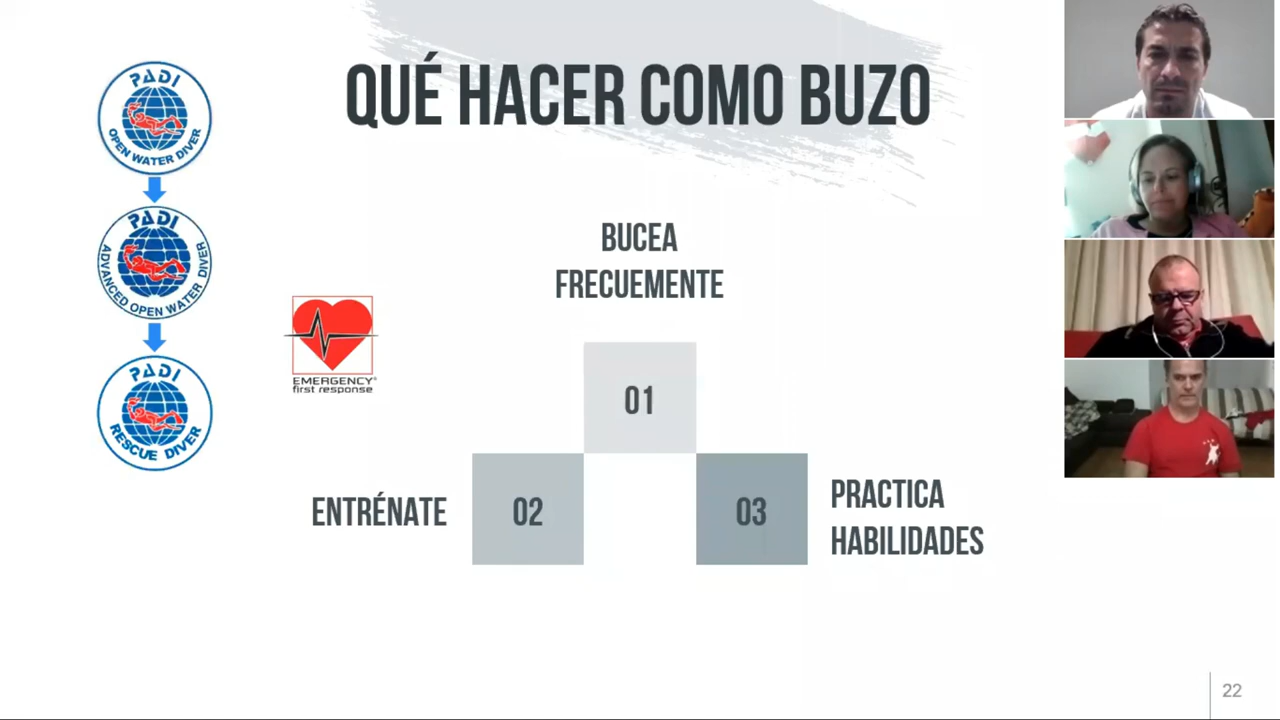 QUÉ HACER COMO BUZO
PADI
OPEN WATER DIVER
PADI
ADVANCED OPEN WATER DIVER
PADI
RESCUE DIVER
EMERGENCY®
first response
BUCEA
FRECUEMENTE
01
ENTRÉNATE
02
03
PRACTICA
HABILIDADES
22